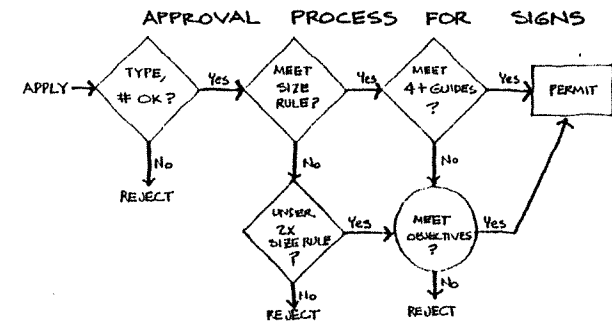 APPROVAL PROCESS FOR SIGNS
APPLY
TYPE,
# OK?
Yes
MEET
SIZE
RULE?
Yes
MEET
4+ GUIDES
?
Yes
PERMIT
No
REJECT
No
No
UNDER
2X
SIZE RULE
?
Yes
MEET
OBJECTIVES
?
Yes
No
REJECT
No
REJECT